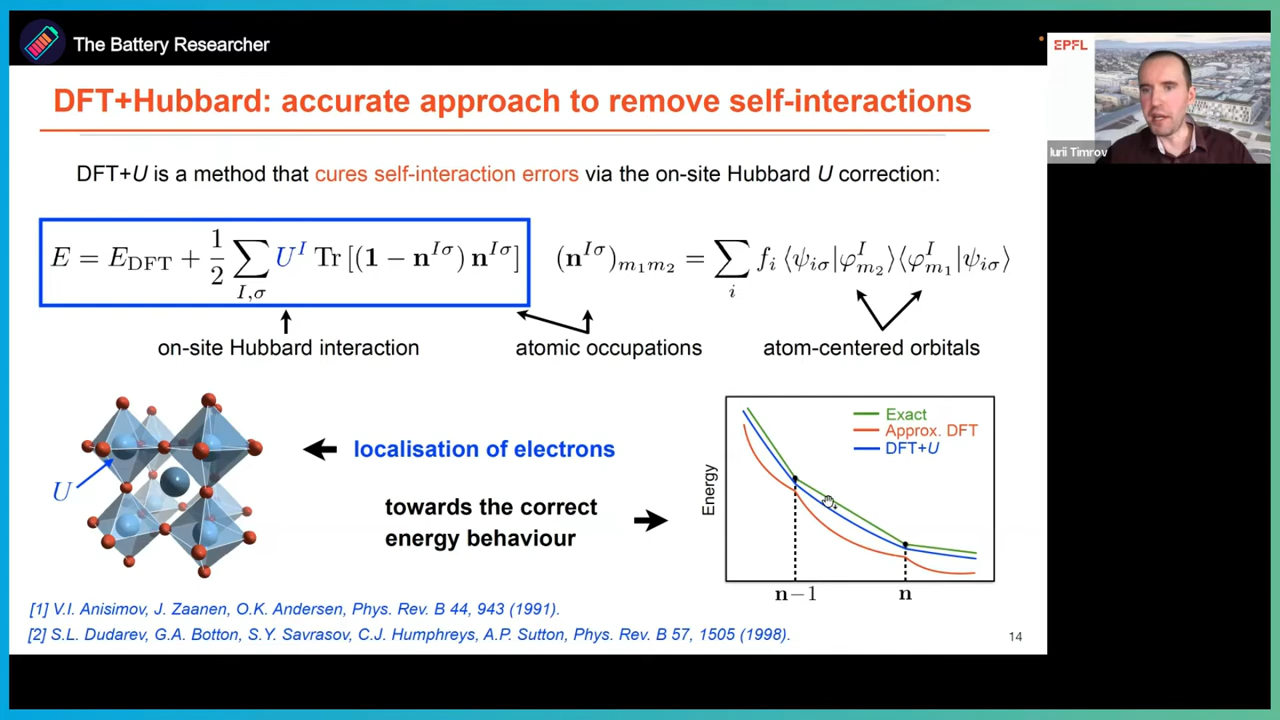 The Battery Researcher
EPFL
Iurii Timrov
DFT+Hubbard: accurate approach to remove self-interactions
DFT+U is a method that cures self-interaction errors via the on-site Hubbard U correction:
E = E_DFT + 1/2 ∑_{I,σ} U^I Tr [(1 − n^{Iσ}) n^{Iσ}]
(n^{Iσ})_{m₁m₂} = ∑_i f_i ⟨ψ_{iσ}|φ^I_{m₂}⟩⟨φ^I_{m₁}|ψ_{iσ}⟩
on-site Hubbard interaction
atomic occupations
atom-centered orbitals
U
localisation of electrons
towards the correct
energy behaviour
Energy
Exact
Approx. DFT
DFT+U
n−1
n
[1] V.I. Anisimov, J. Zaanen, O.K. Andersen, Phys. Rev. B 44, 943 (1991).
[2] S.L. Dudarev, G.A. Botton, S.Y. Savrasov, C.J. Humphreys, A.P. Sutton, Phys. Rev. B 57, 1505 (1998).
14